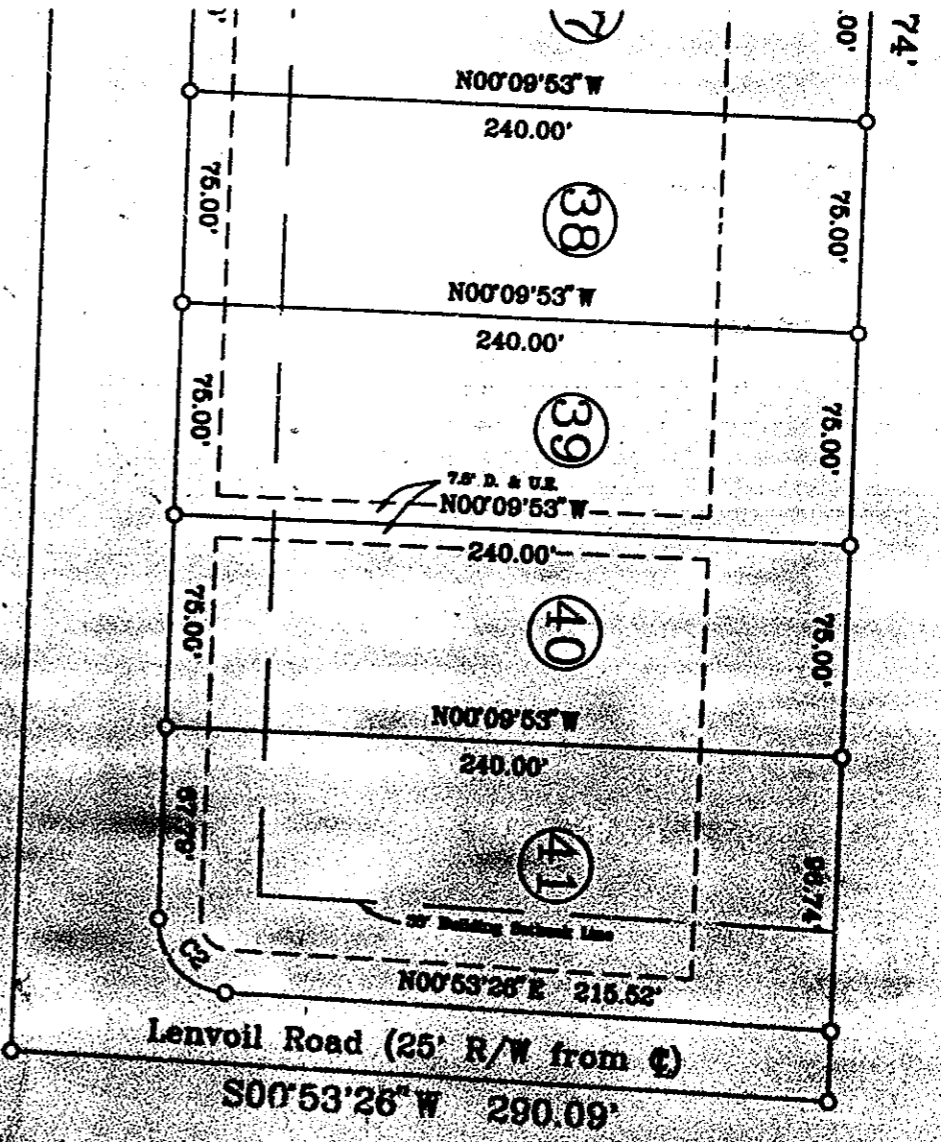 74'
.00'
N00°09'53"W
240.00'
75.00'
38
75.00'
N00°09'53"W
240.00'
75.00'
39
75.00'
7.5' D. & U.E.
N00°09'53"W
240.00'
75.00'
40
75.00'
N00°09'53"W
240.00'
67.79'
41
Building Setback Line
C2
N00°53'26"E 215.52'
Lenvoil Road (25' R/W from ℄)
S00°53'26"W 290.09'